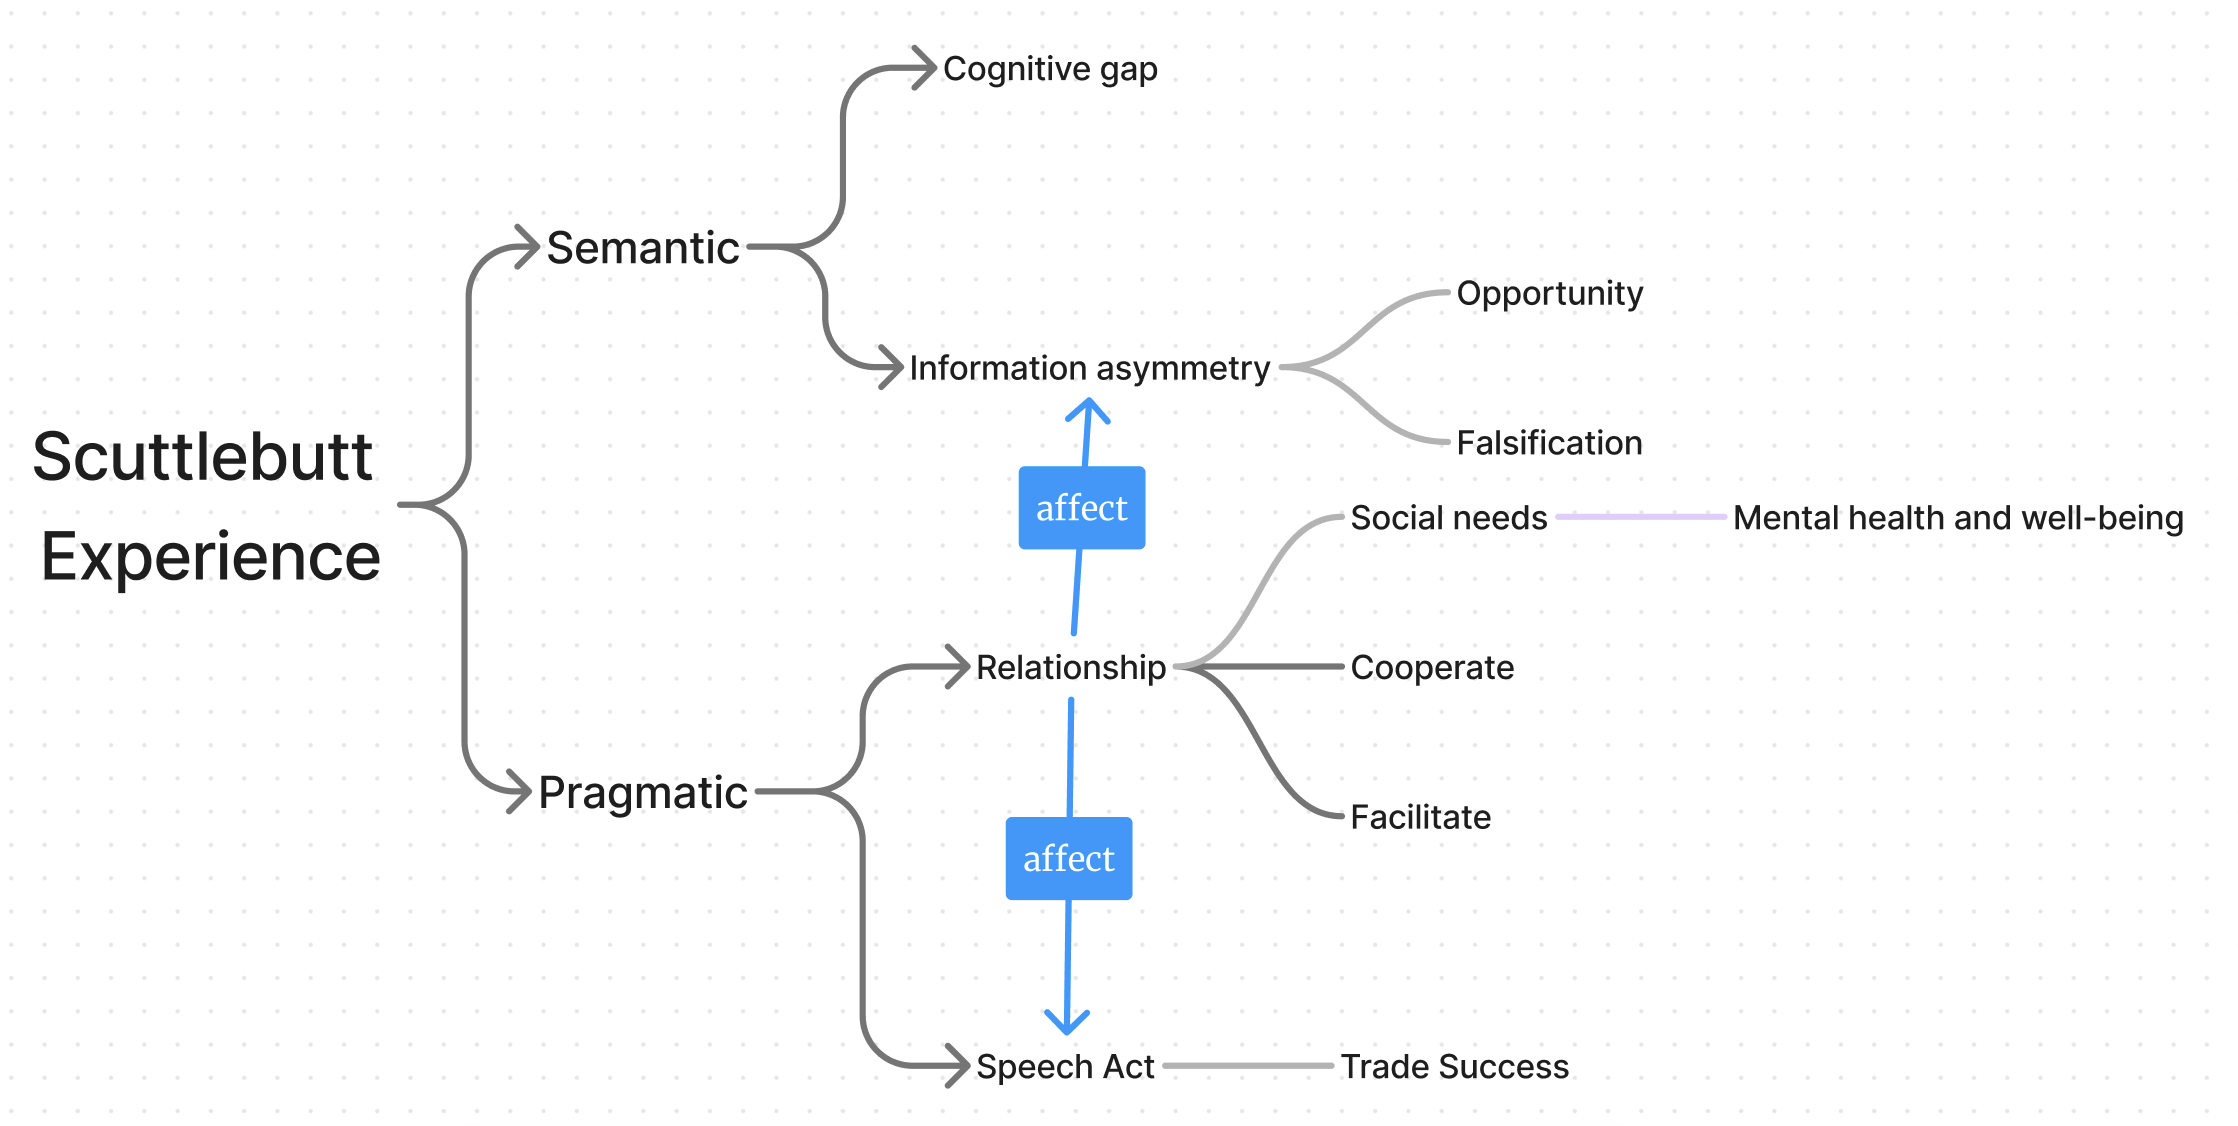 Cognitive gap
Semantic
Opportunity
Information asymmetry
Falsification
Scuttlebutt
Experience
affect
Social needs
Mental health and well-being
Relationship
Cooperate
Pragmatic
Facilitate
affect
Speech Act
Trade Success